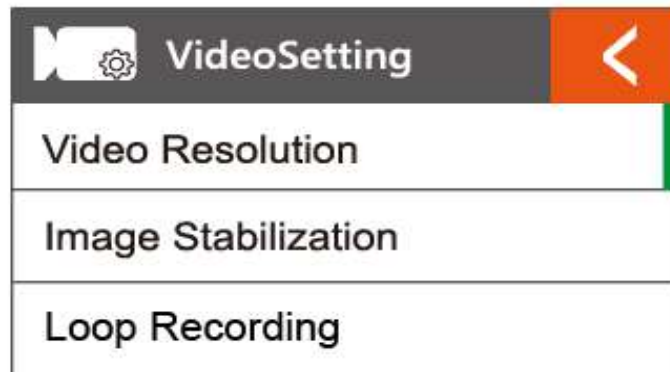 VideoSetting
Video Resolution
Image Stabilization
Loop Recording